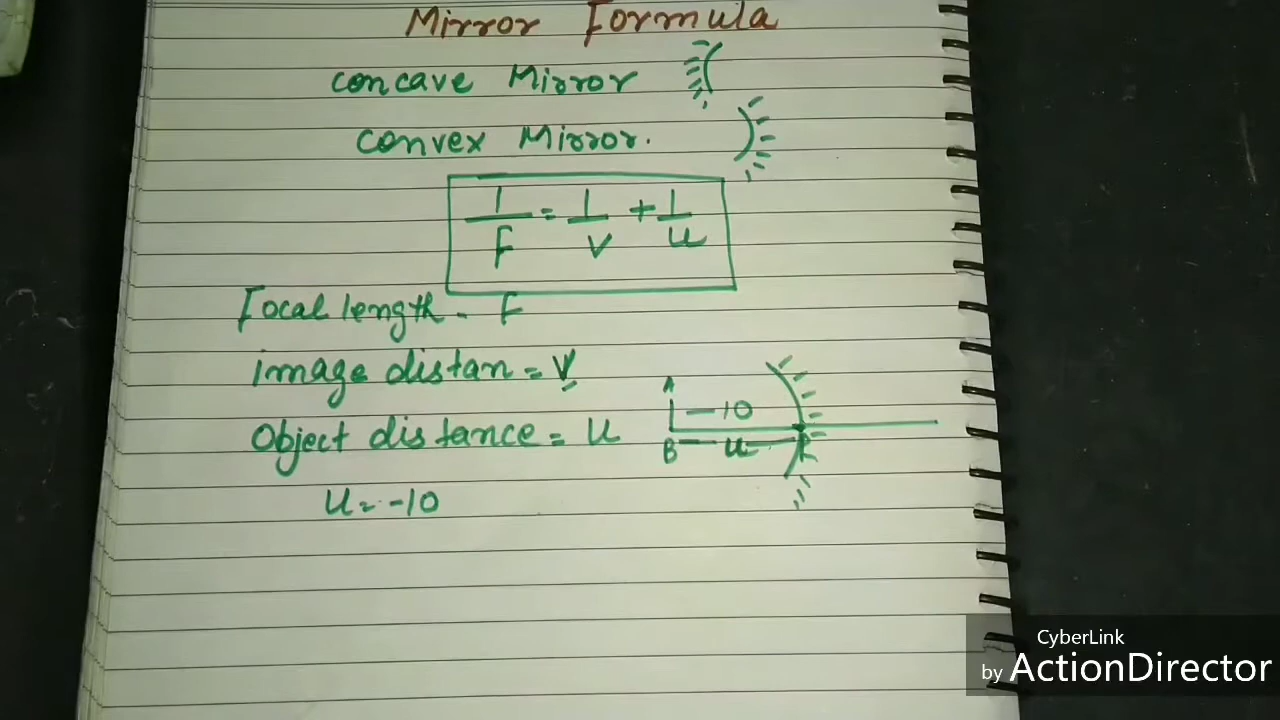 Mirror Formula
concave Mirror
convex Mirror.
1/F = 1/V + 1/u
Focal length - F
image distan = V
Object distance = u
A
-10
B u
u = -10
CyberLink
by ActionDirector